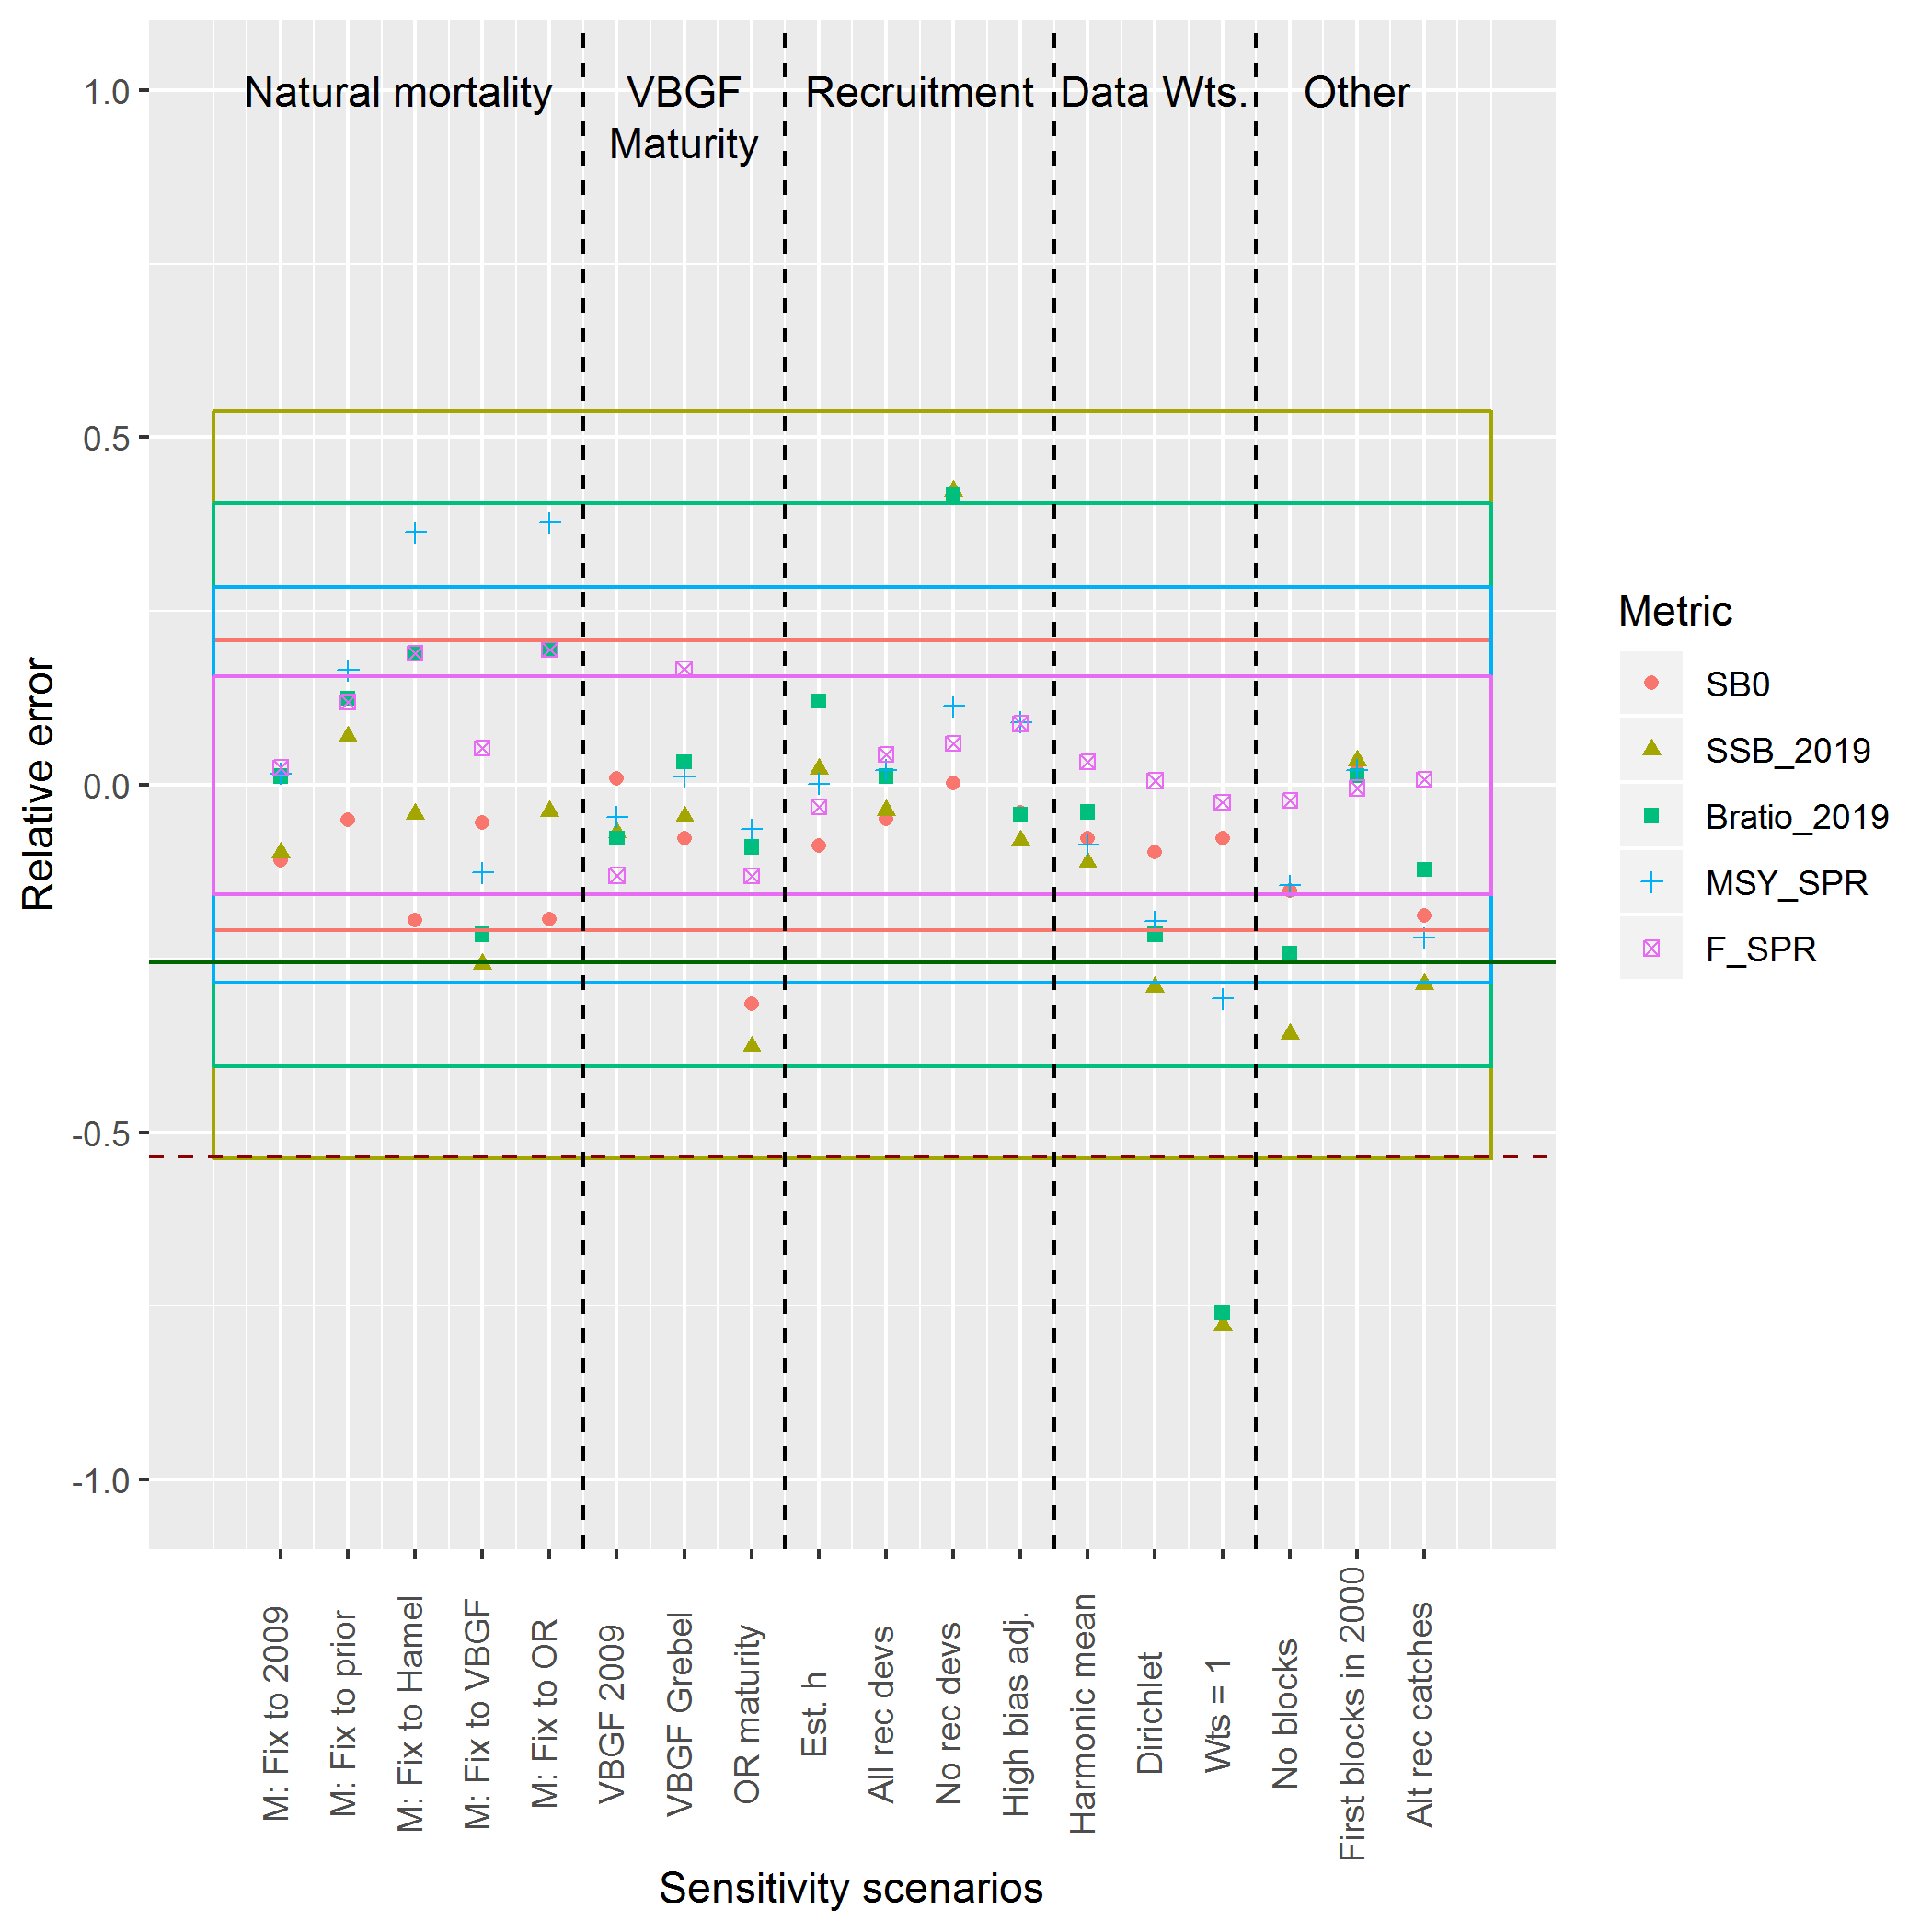 Natural mortality
VBGF
Maturity
Recruitment
Data Wts.
Other
1.0
0.5
0.0
-0.5
-1.0
Relative error
M: Fix to 2009
M: Fix to prior
M: Fix to Hamel
M: Fix to VBGF
M: Fix to OR
VBGF 2009
VBGF Grebel
OR maturity
Est. h
All rec devs
No rec devs
High bias adj.
Harmonic mean
Dirichlet
Wts = 1
No blocks
First blocks in 2000
Alt rec catches
Sensitivity scenarios
Metric
SB0
SSB_2019
Bratio_2019
MSY_SPR
F_SPR